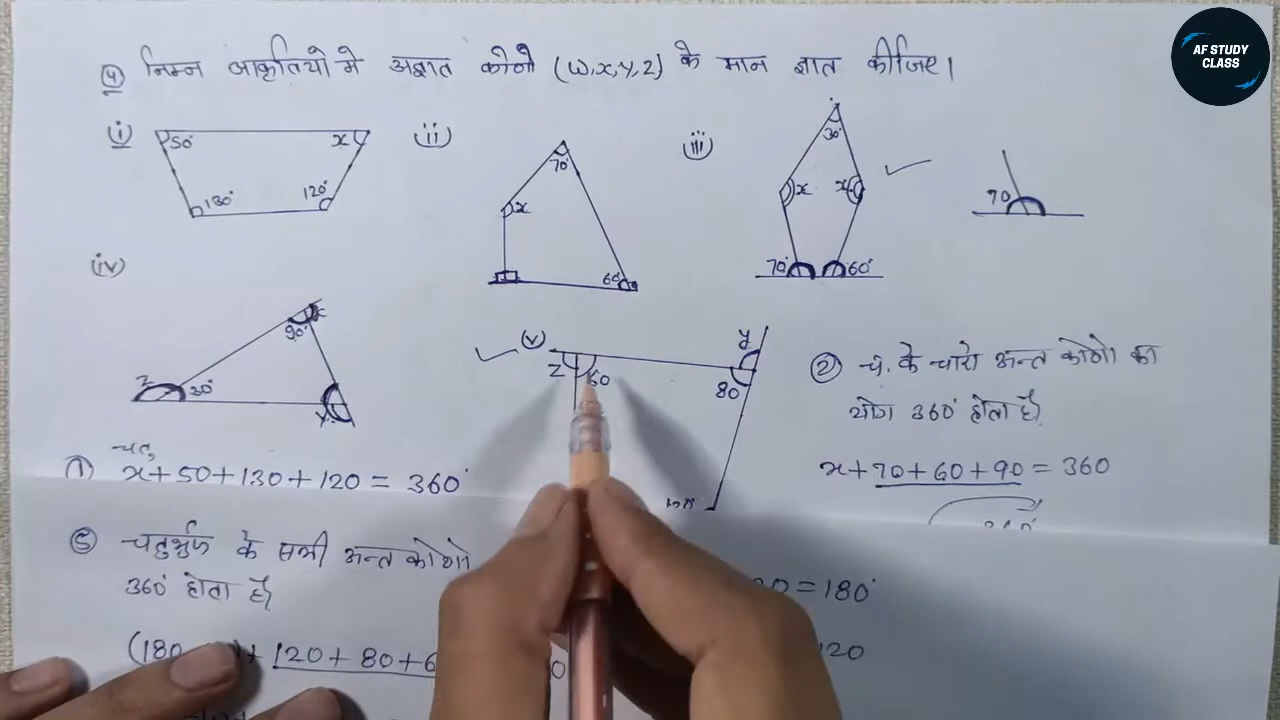 AF STUDY
CLASS
④ निम्न आकृतियो मे अज्ञात कोणो (W,x,y,z) के मान ज्ञात कीजिए।
(i) 50° x 130° 120°
(ii) 70° x 60°
(iii) 30° x x 70° 60°
70
(iv) 90° x z 30° y
(v) z 60 y 80
चतु,
① x+50+130+120 = 360°
② च. के चारो अन्त कोणो का
योग 360° होता है।
x+70+60+90 = 360
⑤ चतुर्भुज के सभी अन्त कोणो
360° होता है।
(180 + 120 + 80 + 6
= 180°
120